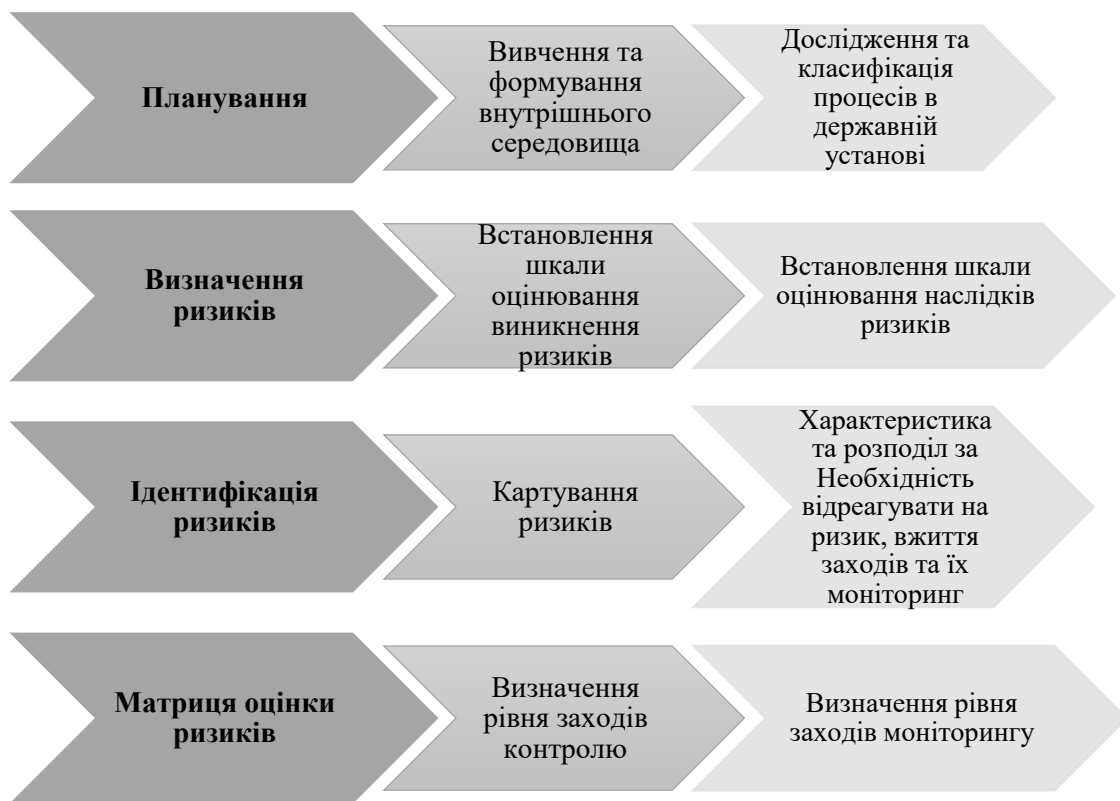 Планування
Вивчення та
формування
внутрішнього
середовища
Дослідження та
класифікація
процесів в
державній
установі
Визначення
ризиків
Встановлення
шкали
оцінювання
виникнення
ризиків
Встановлення шкали
оцінювання наслідків
ризиків
Ідентифікація
ризиків
Картування
ризиків
Характеристика
та розподіл за
Необхідність
відреагувати на
ризик, вжиття
заходів та їх
моніторинг
Матриця оцінки
ризиків
Визначення
рівня заходів
контролю
Визначення рівня
заходів моніторингу